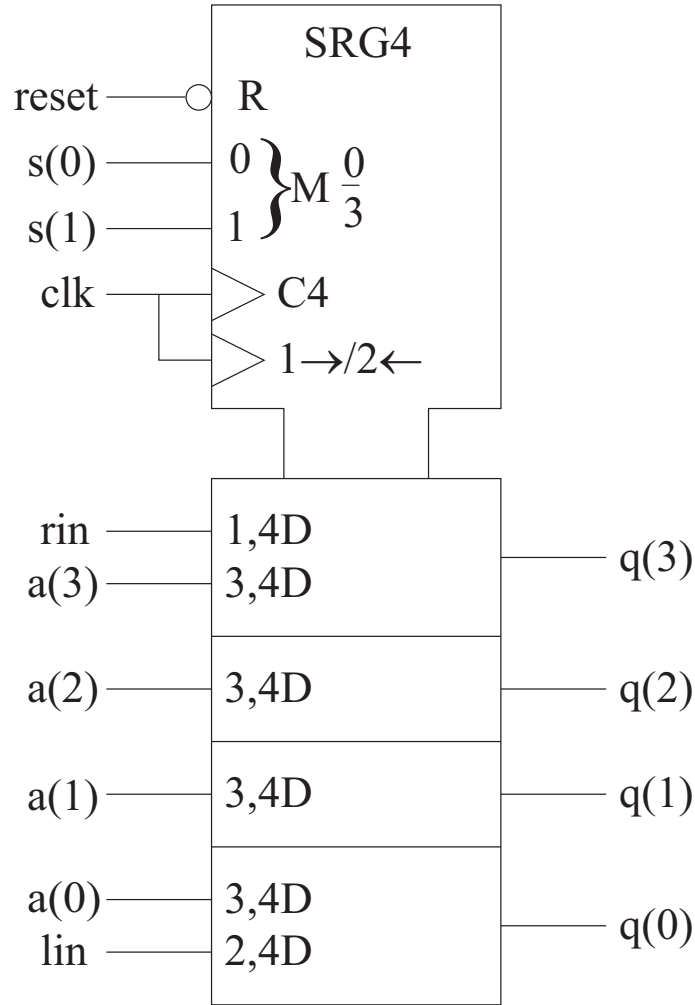 SRG4
reset R
s(0) 0
M 0/3
s(1) 1
clk C4
1→/2←
rin 1,4D
q(3)
a(3) 3,4D
a(2) 3,4D q(2)
a(1) 3,4D q(1)
a(0) 3,4D
q(0)
lin 2,4D